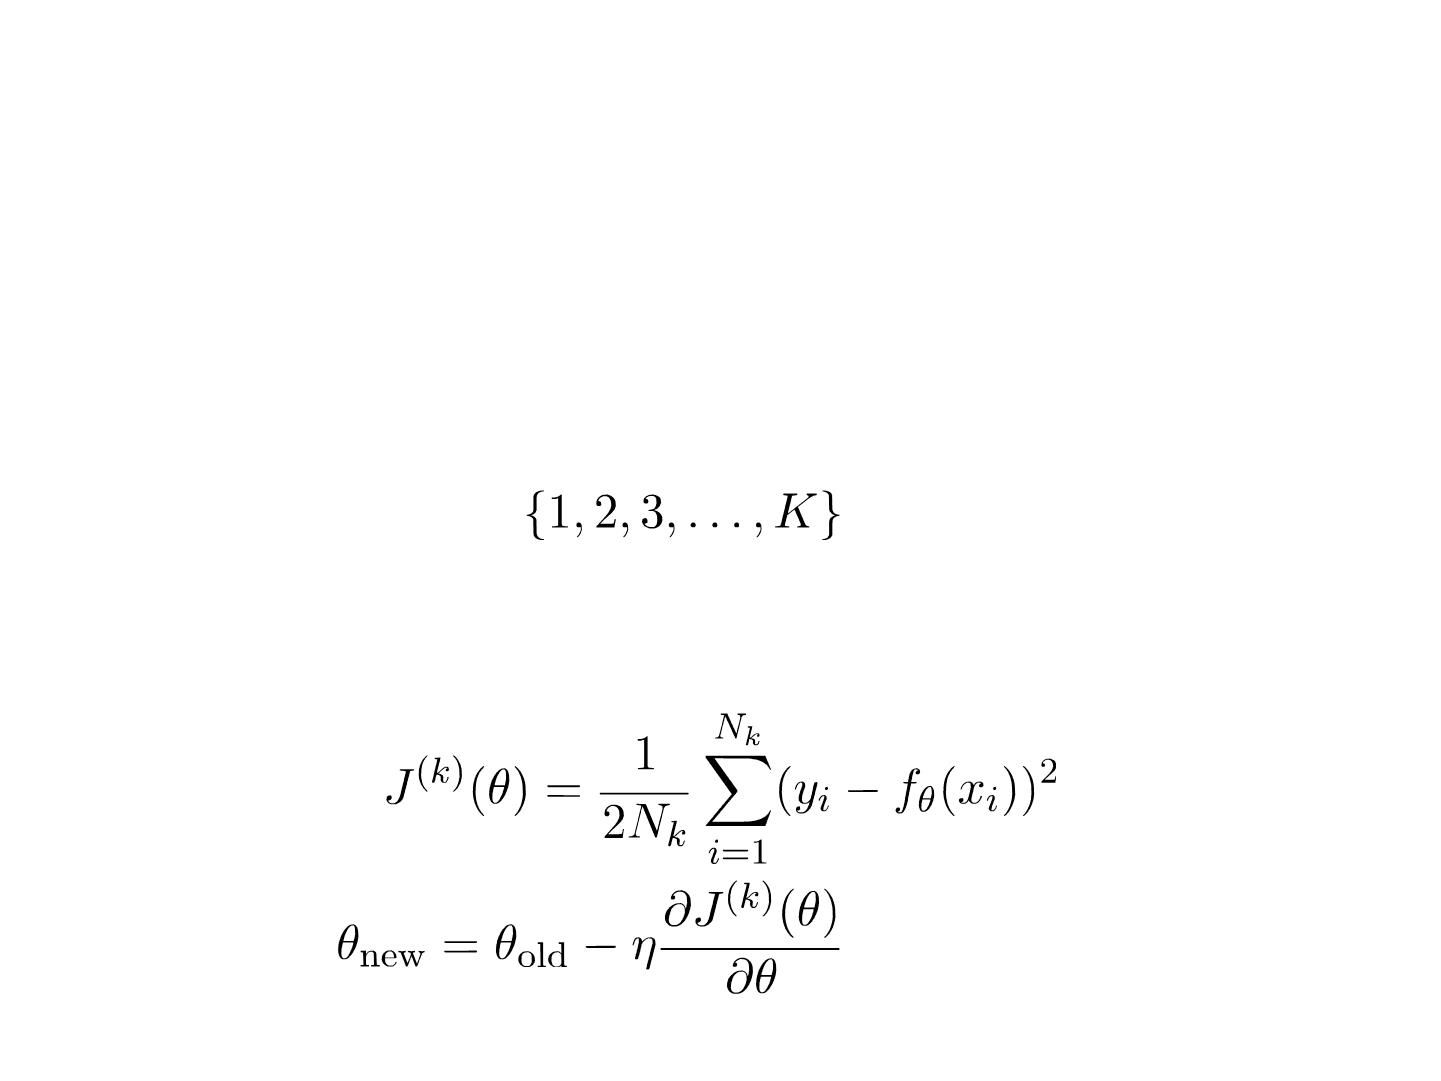 {1, 2, 3, . . . , K}
J^{(k)}(θ) = \frac{1}{2N_k} \sum_{i=1}^{N_k} (y_i − f_θ(x_i))^2
θ_{new} = θ_{old} − η \frac{∂J^{(k)}(θ)}{∂θ}